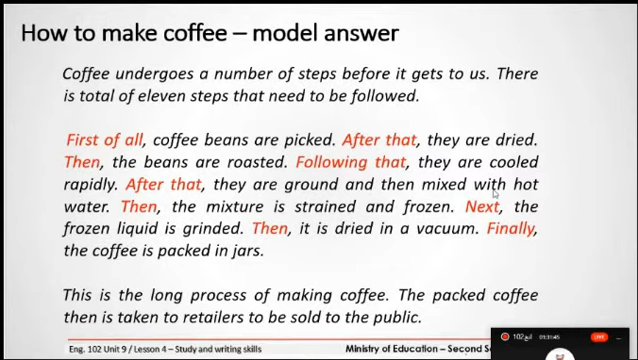 How to make coffee – model answer
Coffee undergoes a number of steps before it gets to us. There
is total of eleven steps that need to be followed.
First of all, coffee beans are picked. After that, they are dried.
Then, the beans are roasted. Following that, they are cooled
rapidly. After that, they are ground and then mixed with hot
water. Then, the mixture is strained and frozen. Next, the
frozen liquid is grinded. Then, it is dried in a vacuum. Finally,
the coffee is packed in jars.
This is the long process of making coffee. The packed coffee
then is taken to retailers to be sold to the public.
Eng. 102 Unit 9 / Lesson 4 – Study and writing skills
Ministry of Education – Second S